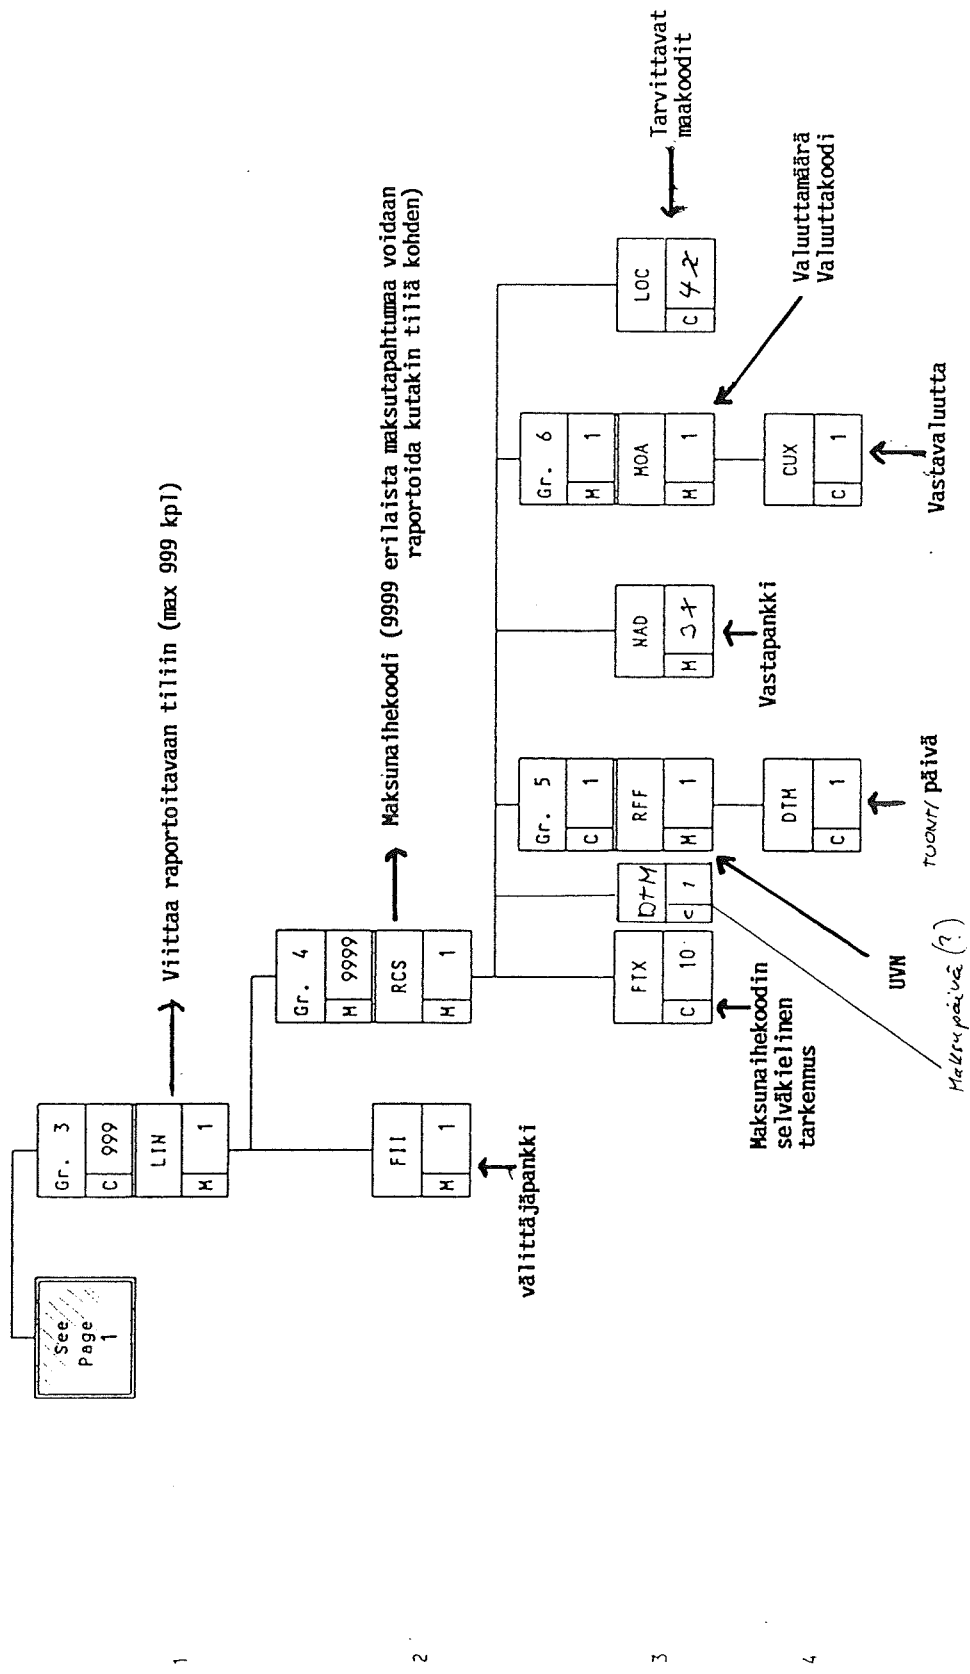 See
Page
1
Gr. 3
C 999
LIN
M 1
Viittaa raportoitavaan tiliin (max 999 kpl)
1
FII
M 1
välittäjäpankki
Gr. 4
M 9999
RCS
M 1
Maksunaihekoodi (9999 erilaista maksutapahtumaa voidaan
raportoida kutakin tiliä kohden)
2
FTX
C 10
Maksunaihekoodin
selväkielinen
tarkennus
DTM
C 1
Maksupäivä (?)
Gr. 5
C 1
RFF
M 1
UVN
DTM
C 1
TUONTI/päivä
NAD
M
Vastapankki
Gr. 6
M 1
MOA
M 1
Valuuttamäärä
Valuuttakoodi
CUX
C 1
Vastavaluutta
LOC
C
Tarvittavat
maakoodit
3
4